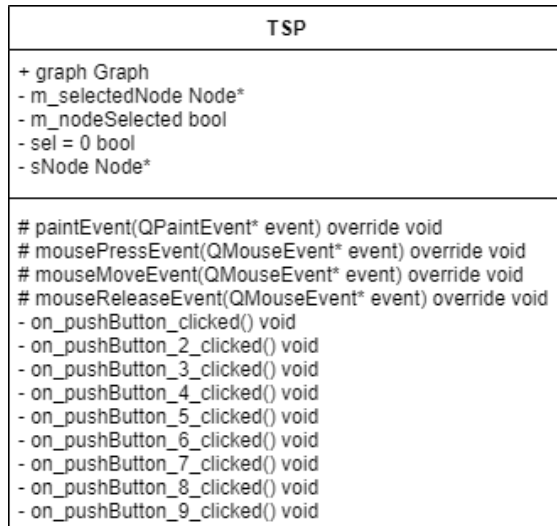 TSP
+ graph Graph
- m_selectedNode Node*
- m_nodeSelected bool
- sel = 0 bool
- sNode Node*
# paintEvent(QPaintEvent* event) override void
# mousePressEvent(QMouseEvent* event) override void
# mouseMoveEvent(QMouseEvent* event) override void
# mouseReleaseEvent(QMouseEvent* event) override void
- on_pushButton_clicked() void
- on_pushButton_2_clicked() void
- on_pushButton_3_clicked() void
- on_pushButton_4_clicked() void
- on_pushButton_5_clicked() void
- on_pushButton_6_clicked() void
- on_pushButton_7_clicked() void
- on_pushButton_8_clicked() void
- on_pushButton_9_clicked() void